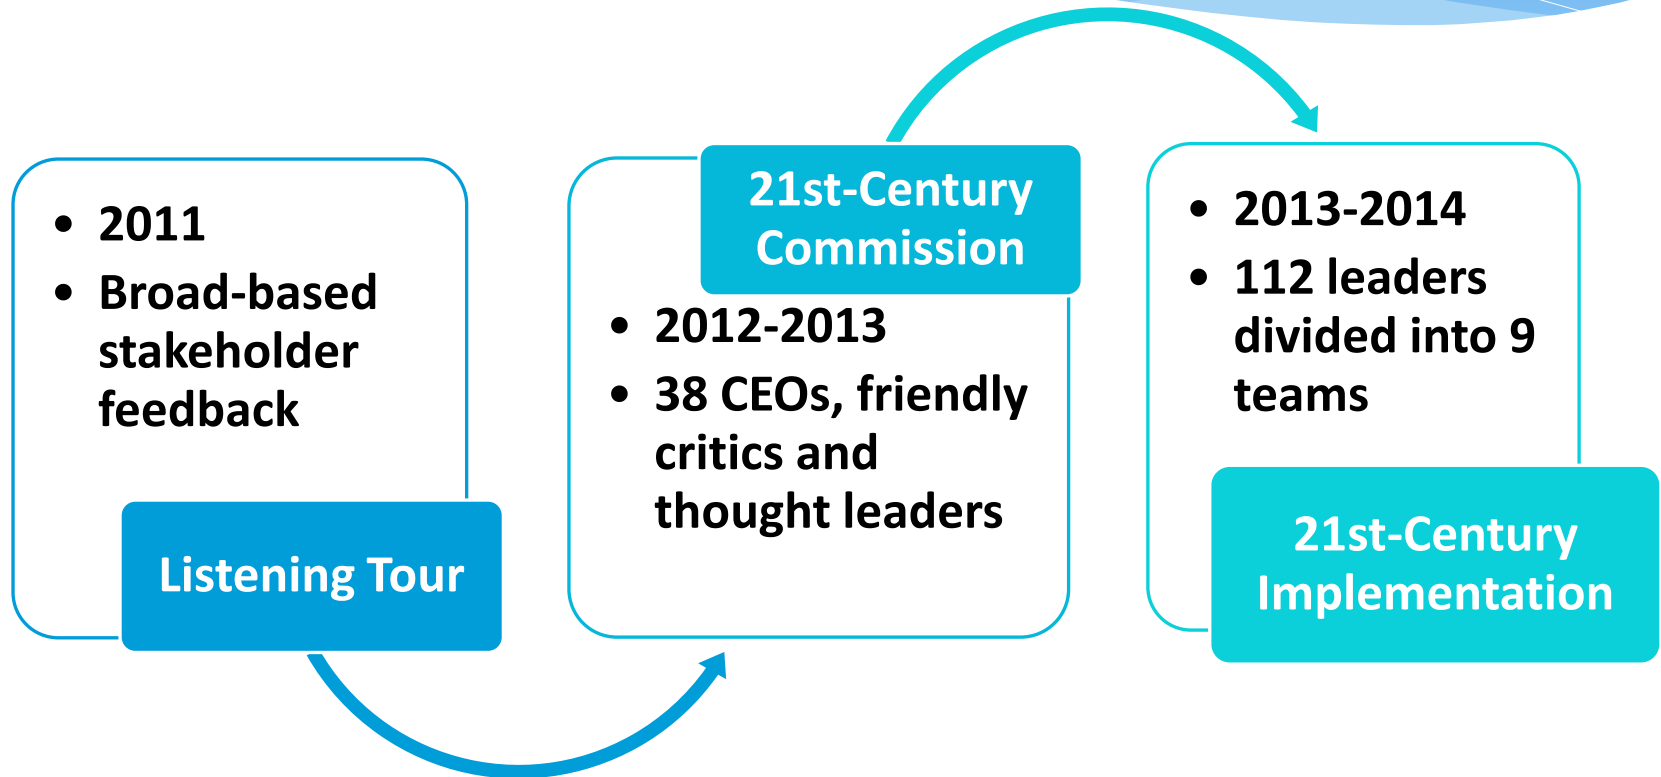 • 2011
• Broad-based
stakeholder
feedback
Listening Tour
21st-Century
Commission
• 2012-2013
• 38 CEOs, friendly
critics and
thought leaders
• 2013-2014
• 112 leaders
divided into 9
teams
21st-Century
Implementation